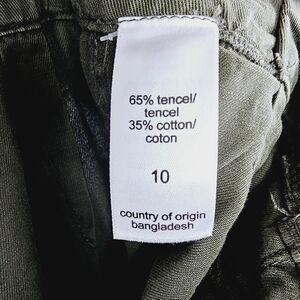 65% tencel/
tencel
35% cotton/
coton
10
country of origin
bangladesh